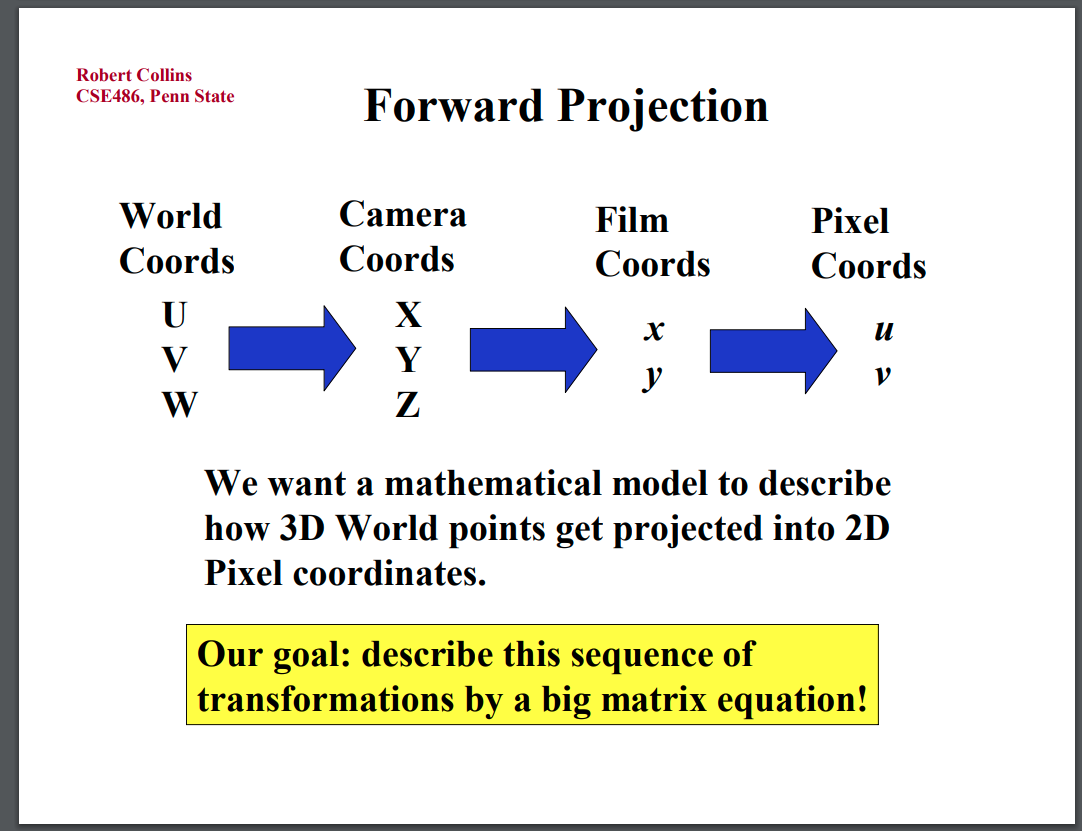 Robert Collins
CSE486, Penn State
Forward Projection
World
Coords
U
V
W
Camera
Coords
X
Y
Z
Film
Coords
x
y
Pixel
Coords
u
v
We want a mathematical model to describe
how 3D World points get projected into 2D
Pixel coordinates.
Our goal: describe this sequence of
transformations by a big matrix equation!